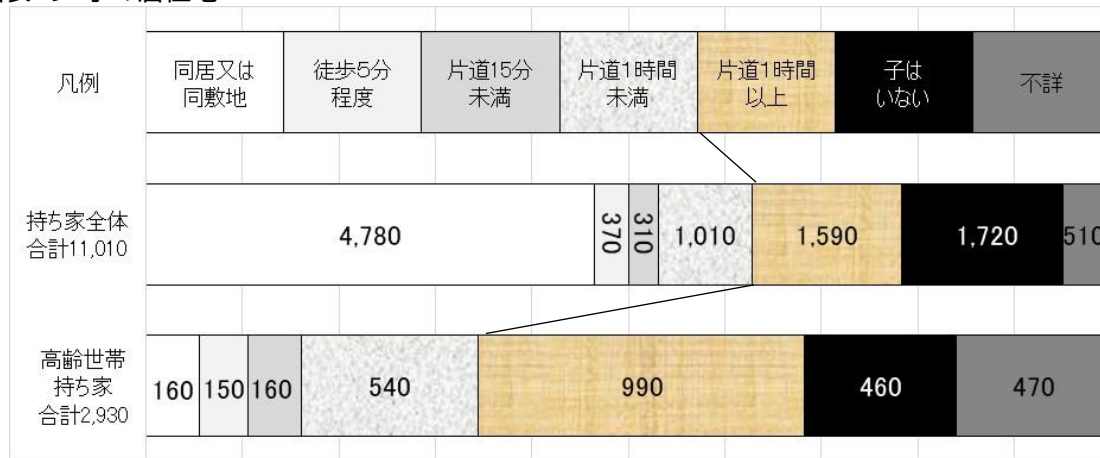 凡例
同居又は
同敷地
徒歩5分
程度
片道15分
未満
片道1時間
未満
片道1時間
以上
子は
いない
不詳
持ち家全体
合計11,010
4,780
370
310
1,010
1,590
1,720
510
高齢世帯
持ち家
合計2,930
160
150
160
540
990
460
470